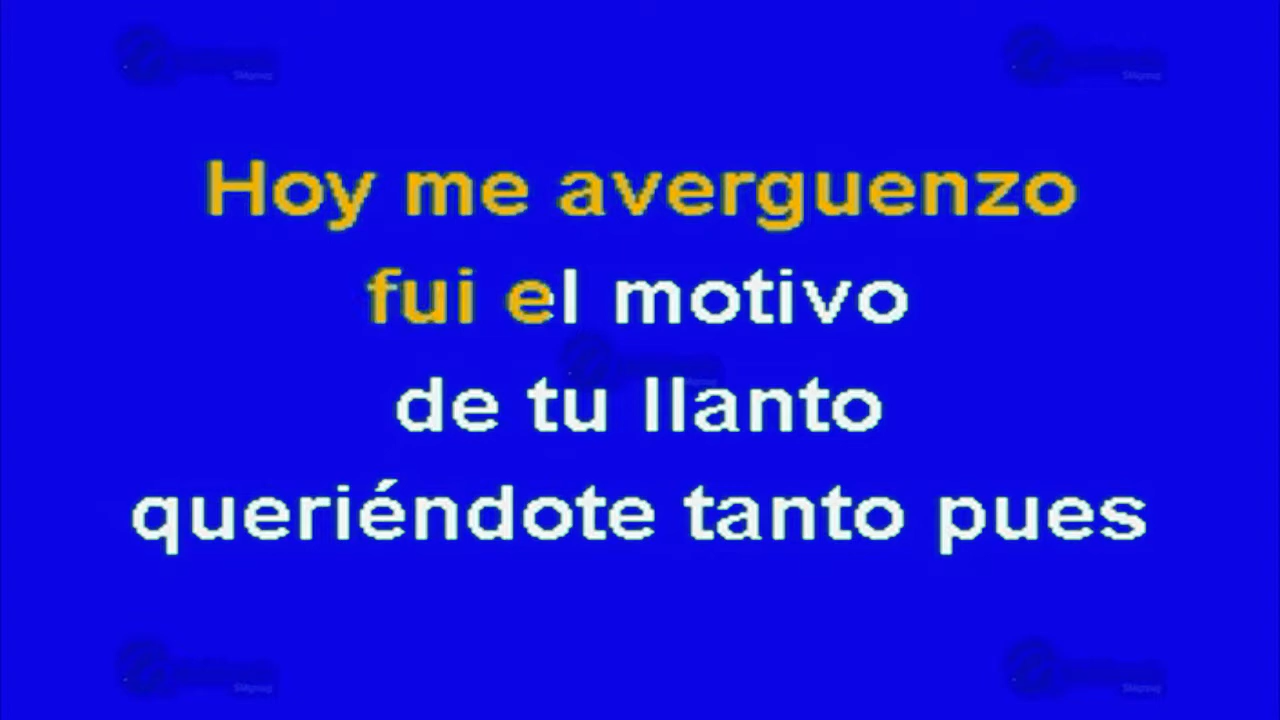 Hoy me averguenzo
fui el motivo
de tu llanto
queriéndote tanto pues